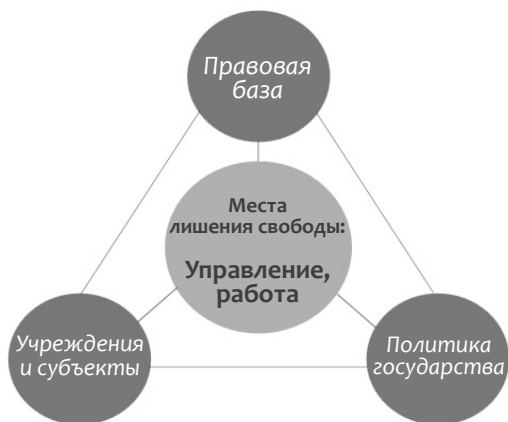 Правовая
база
Места
лишения свободы:
Управление,
работа
Учреждения
и субъекты
Политика
государства